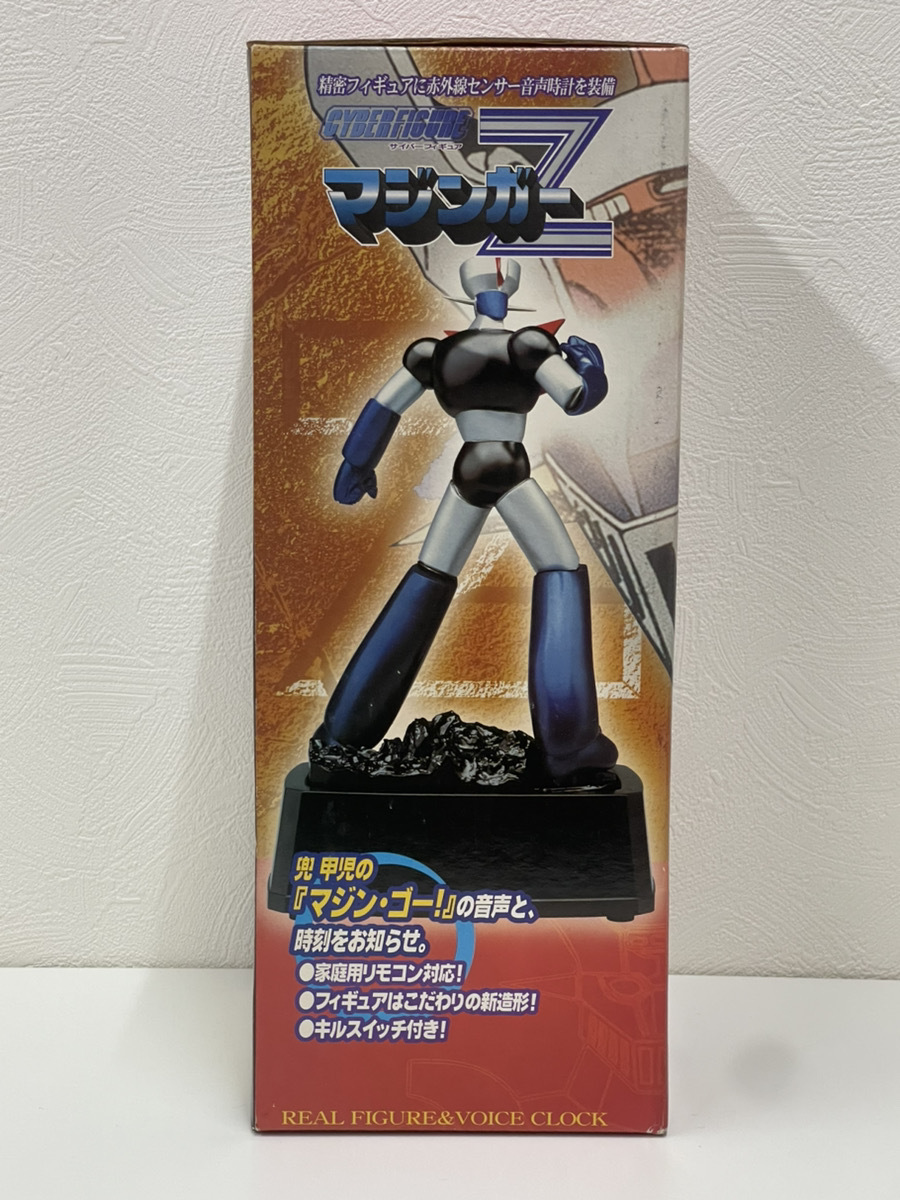 精密フィギュアに赤外線センサー音声時計を装備
CYBERFIGURE
サイバーフィギュア
マジンガーZ
兜 甲児の
『マジン・ゴー!』の音声と、
時刻をお知らせ。
●家庭用リモコン対応!
●フィギュアはこだわりの新造形!
●キルスイッチ付き!
REAL FIGURE&VOICE CLOCK